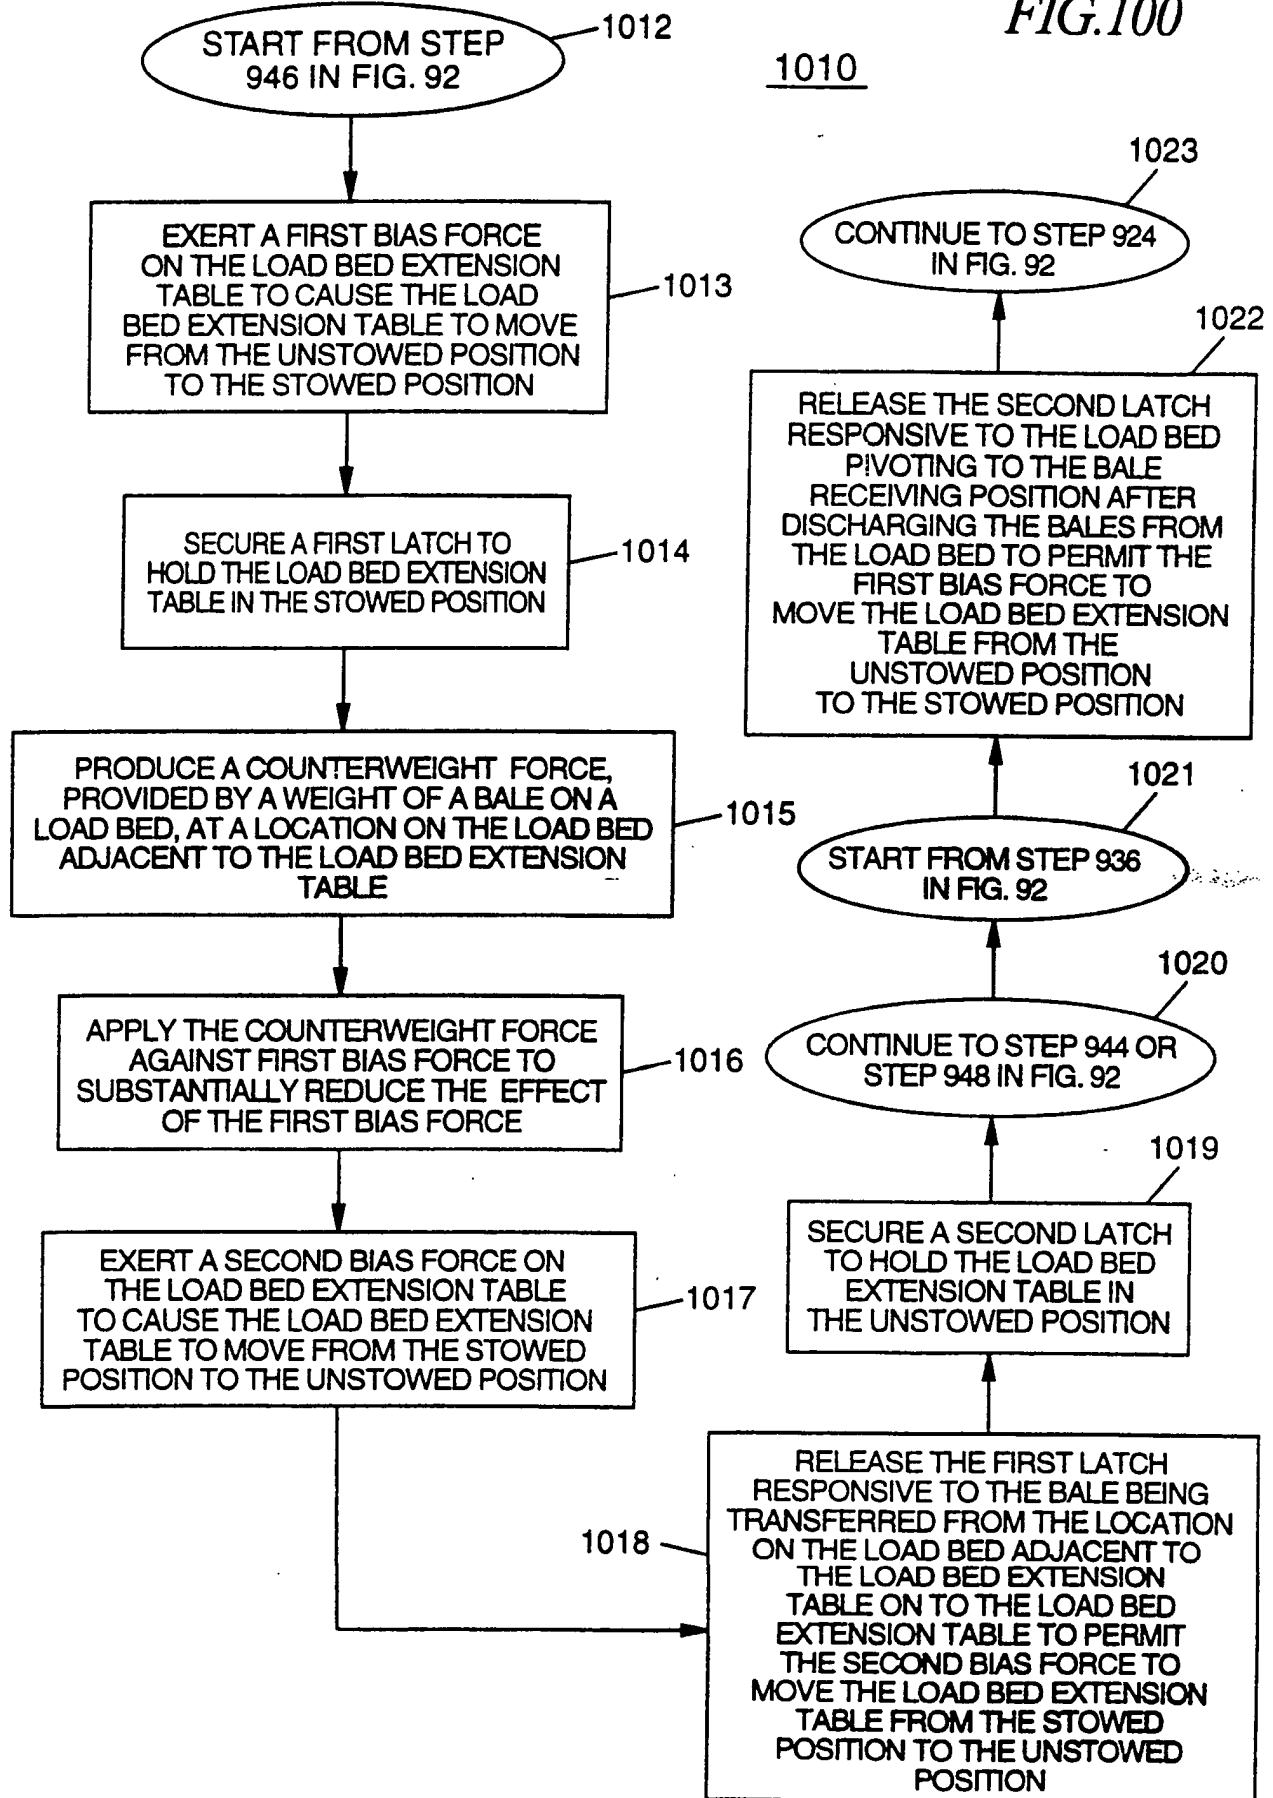 FIG.100
1010
START FROM STEP
946 IN FIG. 92
1012
EXERT A FIRST BIAS FORCE
ON THE LOAD BED EXTENSION
TABLE TO CAUSE THE LOAD
BED EXTENSION TABLE TO MOVE
FROM THE UNSTOWED POSITION
TO THE STOWED POSITION
1013
SECURE A FIRST LATCH TO
HOLD THE LOAD BED EXTENSION
TABLE IN THE STOWED POSITION
1014
PRODUCE A COUNTERWEIGHT FORCE,
PROVIDED BY A WEIGHT OF A BALE ON A
LOAD BED, AT A LOCATION ON THE LOAD BED
ADJACENT TO THE LOAD BED EXTENSION
TABLE
1015
APPLY THE COUNTERWEIGHT FORCE
AGAINST FIRST BIAS FORCE TO
SUBSTANTIALLY REDUCE THE EFFECT
OF THE FIRST BIAS FORCE
1016
EXERT A SECOND BIAS FORCE ON
THE LOAD BED EXTENSION TABLE
TO CAUSE THE LOAD BED EXTENSION
TABLE TO MOVE FROM THE STOWED
POSITION TO THE UNSTOWED POSITION
1017
RELEASE THE FIRST LATCH
RESPONSIVE TO THE BALE BEING
TRANSFERRED FROM THE LOCATION
ON THE LOAD BED ADJACENT TO
THE LOAD BED EXTENSION
TABLE ON TO THE LOAD BED
EXTENSION TABLE TO PERMIT
THE SECOND BIAS FORCE TO
MOVE THE LOAD BED EXTENSION
TABLE FROM THE STOWED
POSITION TO THE UNSTOWED
POSITION
1018
SECURE A SECOND LATCH
TO HOLD THE LOAD BED
EXTENSION TABLE IN
THE UNSTOWED POSITION
1019
CONTINUE TO STEP 944 OR
STEP 948 IN FIG. 92
1020
START FROM STEP 936
IN FIG. 92
1021
RELEASE THE SECOND LATCH
RESPONSIVE TO THE LOAD BED
PIVOTING TO THE BALE
RECEIVING POSITION AFTER
DISCHARGING THE BALES FROM
THE LOAD BED TO PERMIT THE
FIRST BIAS FORCE TO
MOVE THE LOAD BED EXTENSION
TABLE FROM THE
UNSTOWED POSITION
TO THE STOWED POSITION
1022
CONTINUE TO STEP 924
IN FIG. 92
1023